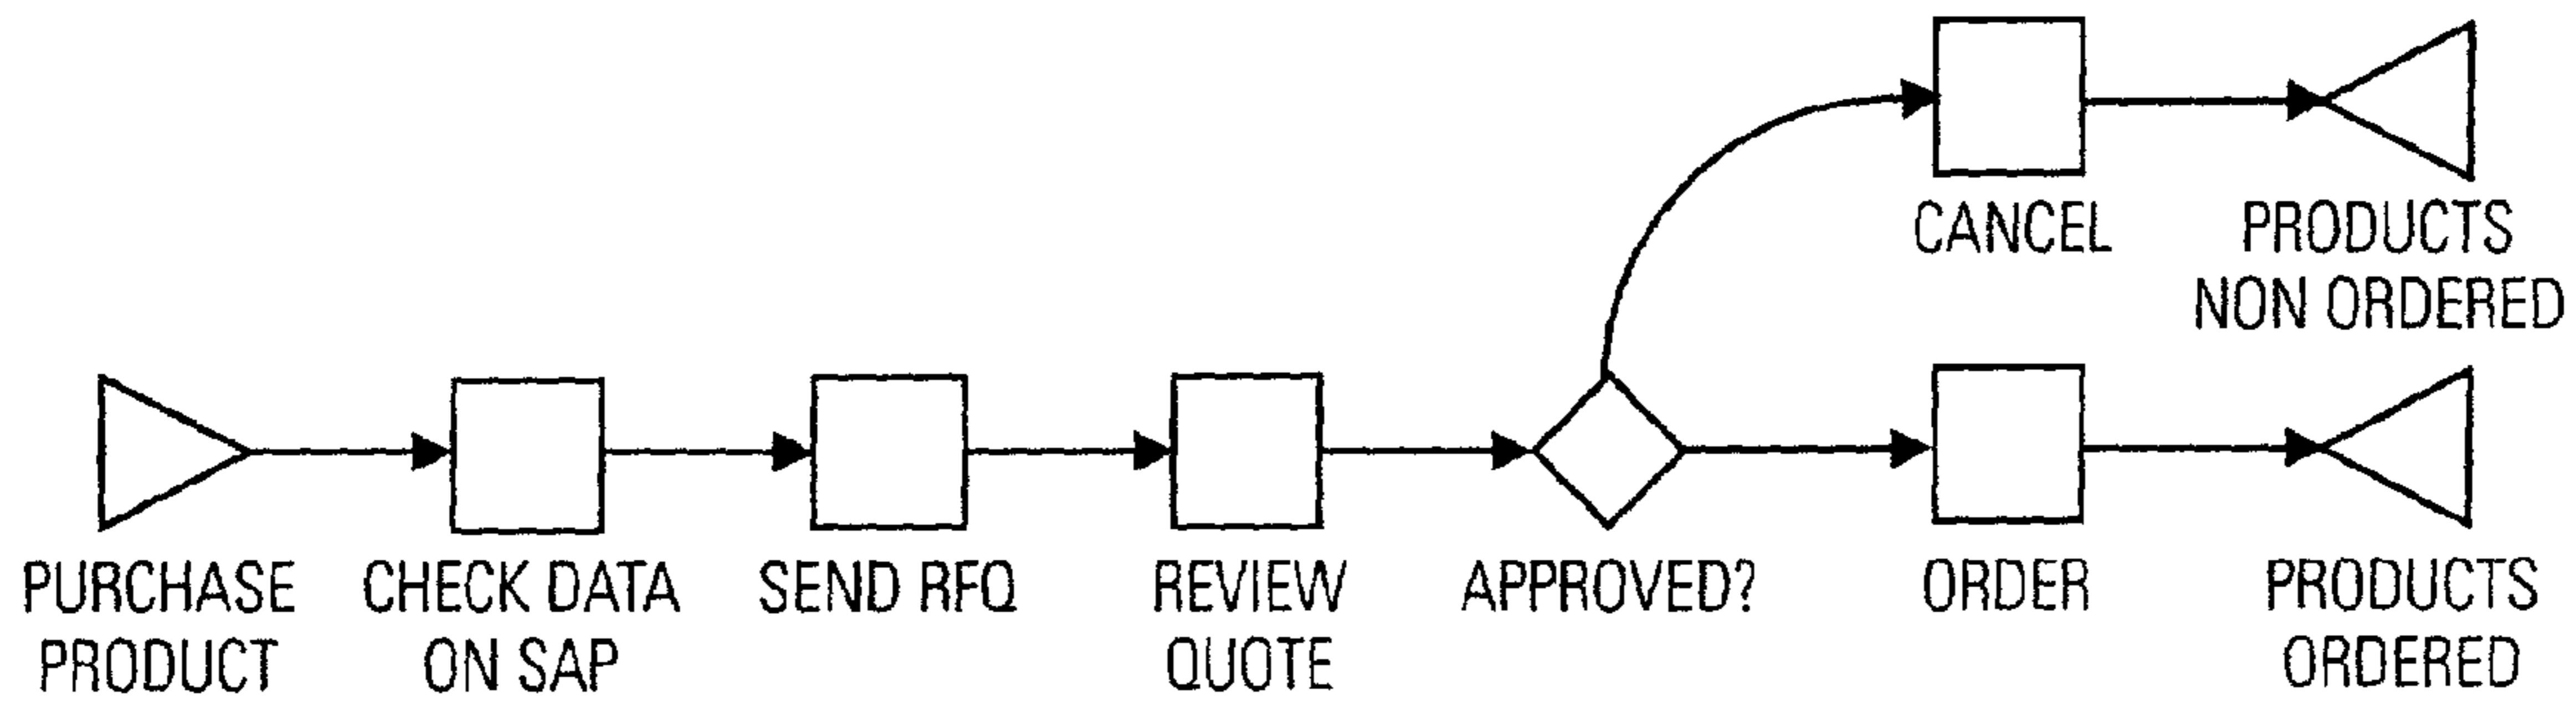 CANCEL
PRODUCTS
NON ORDERED
PURCHASE
PRODUCT
CHECK DATA
ON SAP
SEND RFQ
REVIEW
QUOTE
APPROVED?
ORDER
PRODUCTS
ORDERED